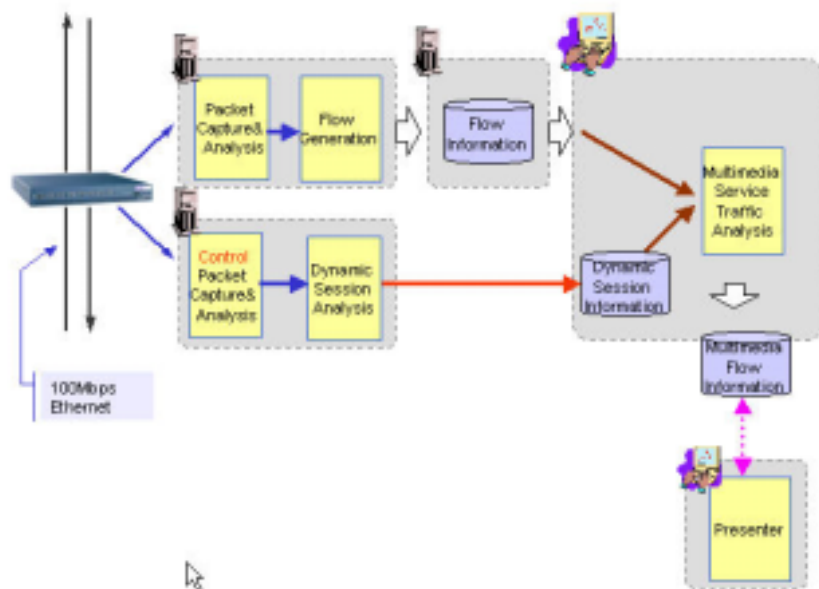 Packet
Capture&
Analysis
Flow
Generation
Flow
Information
Multimedia
Service
Traffic
Analysis
Control
Packet
Capture&
Analysis
Dynamic
Session
Analysis
Dynamic
Session
Information
Multimedia
Flow
Information
100Mbps
Ethernet
Presenter